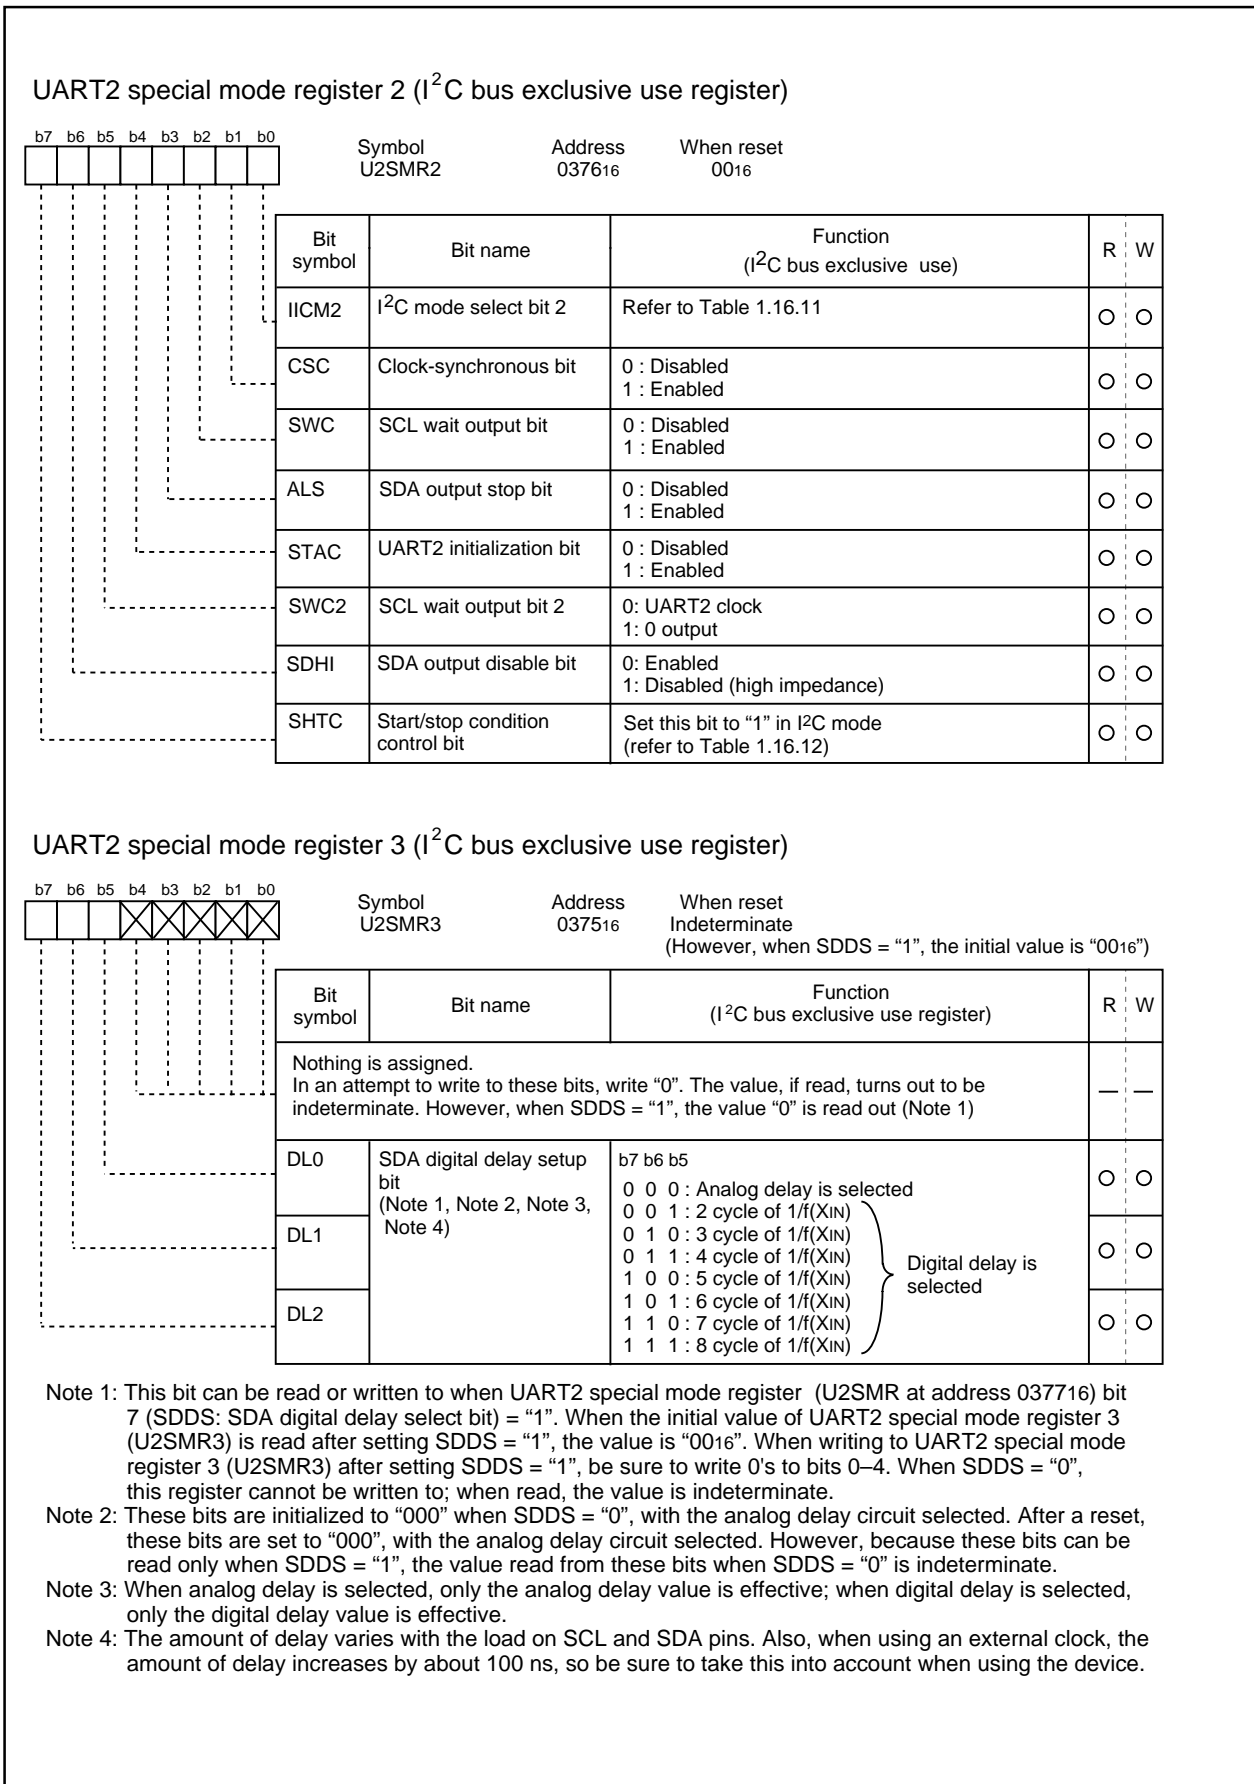 UART2 special mode register 2 (I²C bus exclusive use register)
b7 b6 b5 b4 b3 b2 b1 b0
Symbol Address When reset
U2SMR2 037616 0016
Bit symbol Bit name Function (I²C bus exclusive use) R W
IICM2 I²C mode select bit 2 Refer to Table 1.16.11
CSC Clock-synchronous bit 0 : Disabled
1 : Enabled
SWC SCL wait output bit 0 : Disabled
1 : Enabled
ALS SDA output stop bit 0 : Disabled
1 : Enabled
STAC UART2 initialization bit 0 : Disabled
1 : Enabled
SWC2 SCL wait output bit 2 0: UART2 clock
1: 0 output
SDHI SDA output disable bit 0: Enabled
1: Disabled (high impedance)
SHTC Start/stop condition control bit Set this bit to “1” in I2C mode
(refer to Table 1.16.12)
UART2 special mode register 3 (I²C bus exclusive use register)
b7 b6 b5 b4 b3 b2 b1 b0
Symbol Address When reset
U2SMR3 037516 Indeterminate
(However, when SDDS = “1”, the initial value is “0016”)
Bit symbol Bit name Function (I²C bus exclusive use register) R W
Nothing is assigned.
In an attempt to write to these bits, write “0”. The value, if read, turns out to be
indeterminate. However, when SDDS = “1”, the value “0” is read out (Note 1)
— —
DL0 SDA digital delay setup
bit
(Note 1, Note 2, Note 3,
Note 4)
DL1
DL2
b7 b6 b5
0 0 0 : Analog delay is selected
0 0 1 : 2 cycle of 1/f(XIN)
0 1 0 : 3 cycle of 1/f(XIN)
0 1 1 : 4 cycle of 1/f(XIN)
1 0 0 : 5 cycle of 1/f(XIN)
1 0 1 : 6 cycle of 1/f(XIN)
1 1 0 : 7 cycle of 1/f(XIN)
1 1 1 : 8 cycle of 1/f(XIN)
Digital delay is
selected
Note 1: This bit can be read or written to when UART2 special mode register (U2SMR at address 037716) bit
7 (SDDS: SDA digital delay select bit) = “1”. When the initial value of UART2 special mode register 3
(U2SMR3) is read after setting SDDS = “1”, the value is “0016”. When writing to UART2 special mode
register 3 (U2SMR3) after setting SDDS = “1”, be sure to write 0's to bits 0–4. When SDDS = “0”,
this register cannot be written to; when read, the value is indeterminate.
Note 2: These bits are initialized to “000” when SDDS = “0”, with the analog delay circuit selected. After a reset,
these bits are set to “000”, with the analog delay circuit selected. However, because these bits can be
read only when SDDS = “1”, the value read from these bits when SDDS = “0” is indeterminate.
Note 3: When analog delay is selected, only the analog delay value is effective; when digital delay is selected,
only the digital delay value is effective.
Note 4: The amount of delay varies with the load on SCL and SDA pins. Also, when using an external clock, the
amount of delay increases by about 100 ns, so be sure to take this into account when using the device.